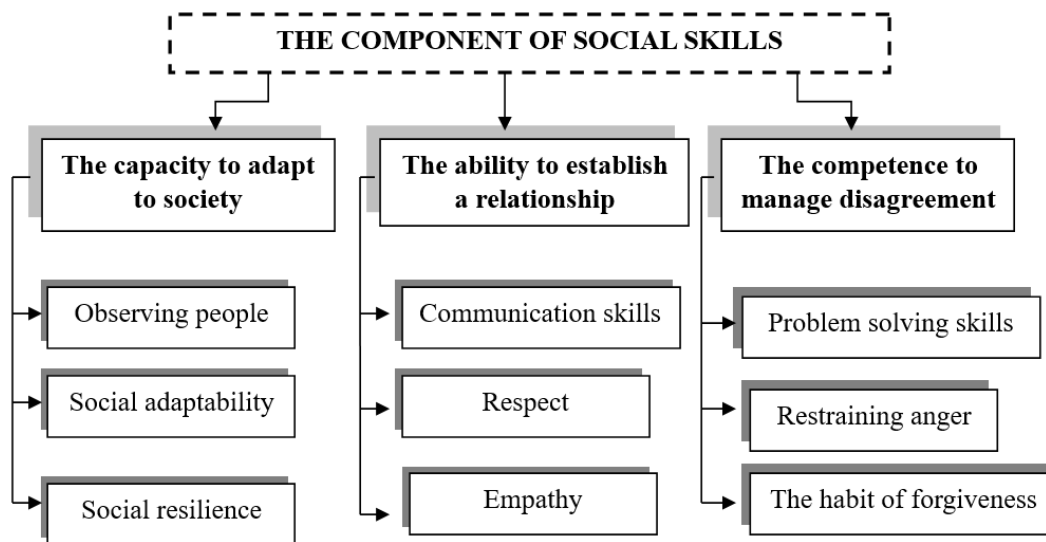 THE COMPONENT OF SOCIAL SKILLS
The capacity to adapt
to society
The ability to establish
a relationship
The competence to
manage disagreement
Observing people
Social adaptability
Social resilience
Communication skills
Respect
Empathy
Problem solving skills
Restraining anger
The habit of forgiveness